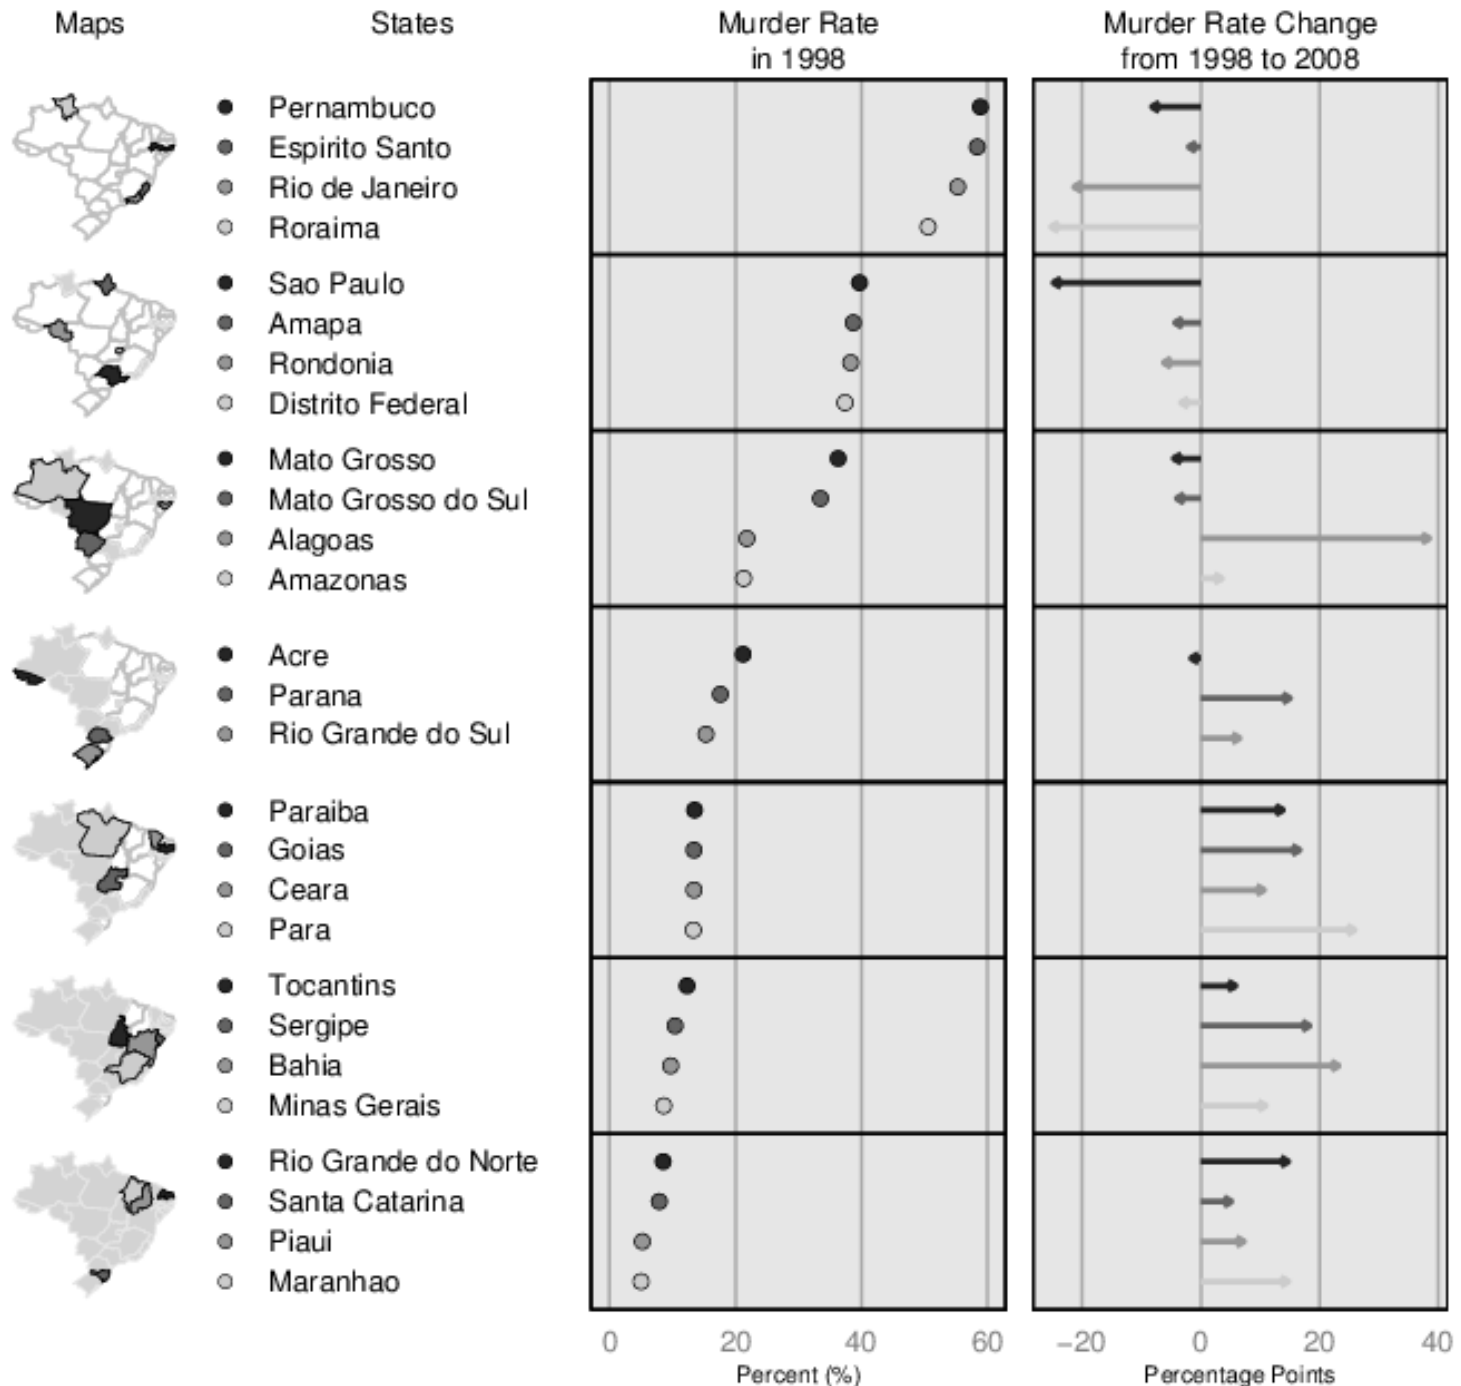 Maps
States
Murder Rate
in 1998
Murder Rate Change
from 1998 to 2008
Pernambuco
Espirito Santo
Rio de Janeiro
Roraima
Sao Paulo
Amapa
Rondonia
Distrito Federal
Mato Grosso
Mato Grosso do Sul
Alagoas
Amazonas
Acre
Parana
Rio Grande do Sul
Paraiba
Goias
Ceara
Para
Tocantins
Sergipe
Bahia
Minas Gerais
Rio Grande do Norte
Santa Catarina
Piaui
Maranhao
0 20 40 60
Percent (%)
−20 0 20 40
Percentage Points